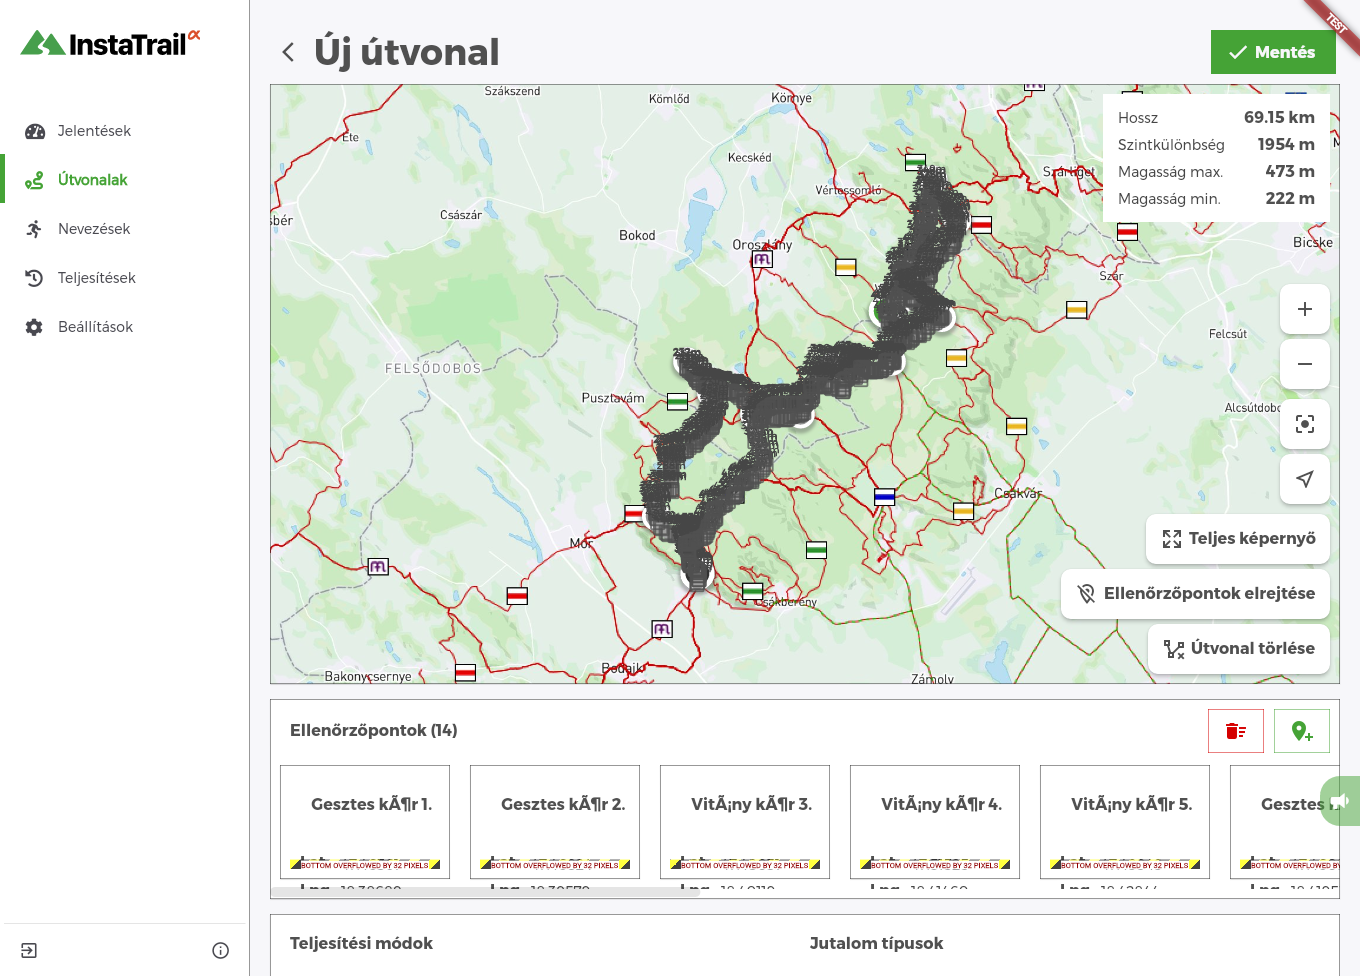 InstaTrail α
Jelentések
Útvonalak
Nevezések
Teljesítések
Beállítások
Új útvonal
Mentés
TEST
Hossz 69.15 km
Szintkülönbség 1954 m
Magasság max. 473 m
Magasság min. 222 m
Szákszend
Kömlőd
Környe
Ete
Kecskéd
Vértessomló
Szárliget
Császár
Bokod
Oroszlány
Bicske
Szár
Felcsút
FELSŐDOBOS
Pusztavám
Csákvár
Mór
Csákberény
Bodajk
Bakonycsernye
Zámoly
Teljes képernyő
Ellenőrzőpontok elrejtése
Útvonal törlése
Ellenőrzőpontok (14)
Gesztes kÃ¶r 1.
Gesztes kÃ¶r 2.
VitÃ¡ny kÃ¶r 3.
VitÃ¡ny kÃ¶r 4.
VitÃ¡ny kÃ¶r 5.
Gesztes
BOTTOM OVERFLOWED BY 32 PIXELS
BOTTOM OVERFLOWED BY 32 PIXELS
BOTTOM OVERFLOWED BY 32 PIXELS
BOTTOM OVERFLOWED BY 32 PIXELS
BOTTOM OVERFLOWED BY 32 PIXELS
BOTTOM OVERFLOWED BY
Teljesítési módok
Jutalom típusok